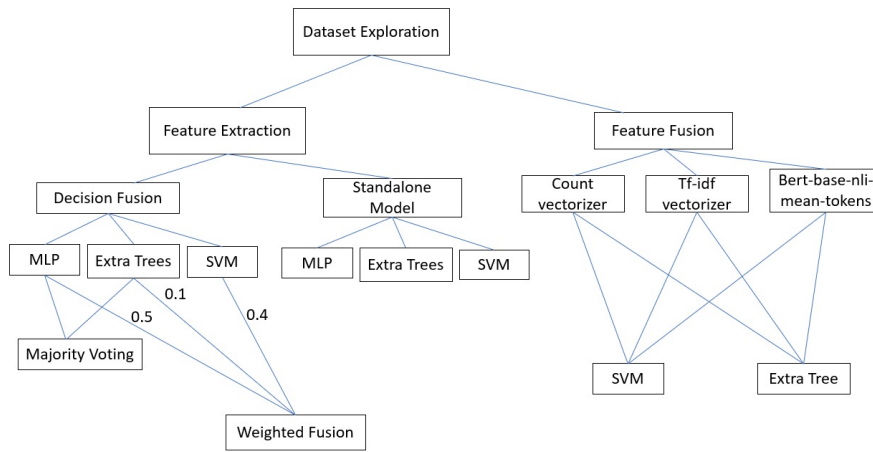 Dataset Exploration
Feature Extraction
Feature Fusion
Decision Fusion
Standalone
Model
Count
vectorizer
Tf-idf
vectorizer
Bert-base-nli-
mean-tokens
MLP
Extra Trees
SVM
MLP
Extra Trees
SVM
0.1
0.5
0.4
Majority Voting
SVM
Extra Tree
Weighted Fusion